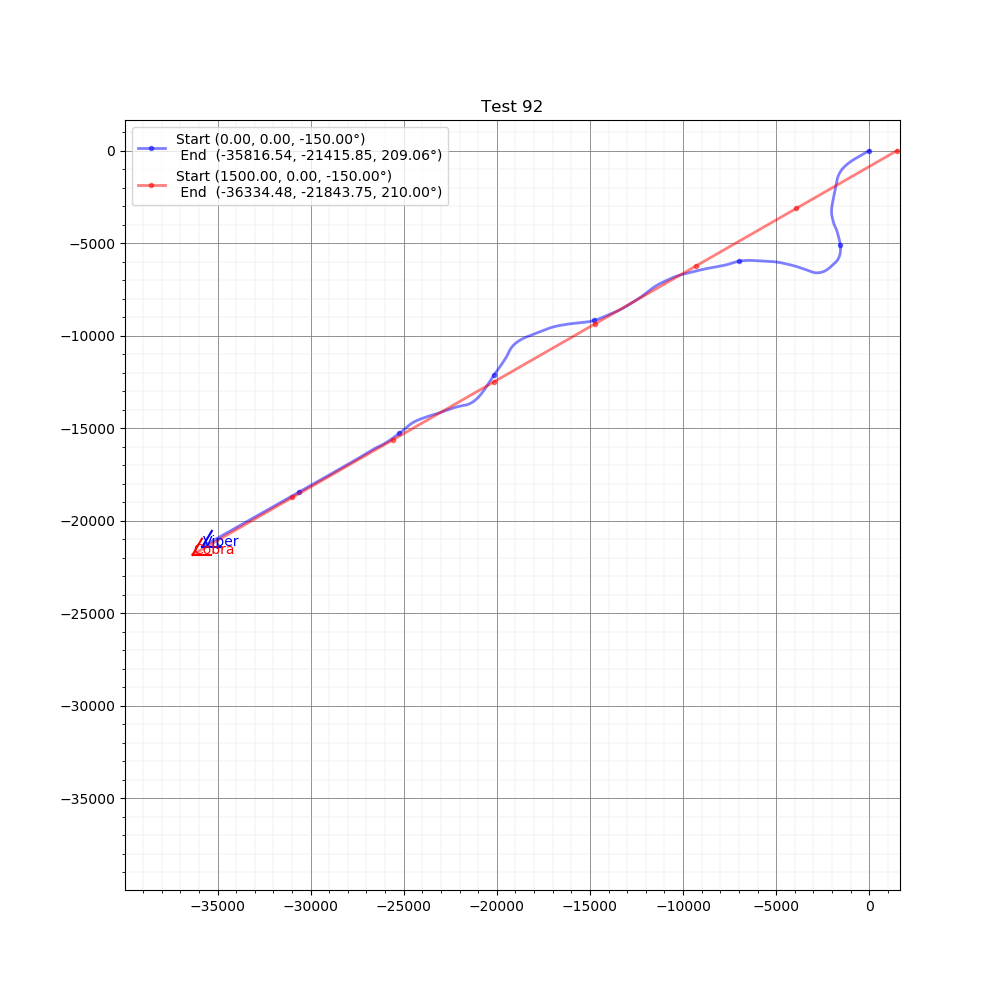 Test 92
Start (0.00, 0.00, -150.00°)
End (-35816.54, -21415.85, 209.06°)
Start (1500.00, 0.00, -150.00°)
End (-36334.48, -21843.75, 210.00°)
0
−5000
−10000
−15000
−20000
−25000
−30000
−35000
Viper
Cobra
−35000 −30000 −25000 −20000 −15000 −10000 −5000 0